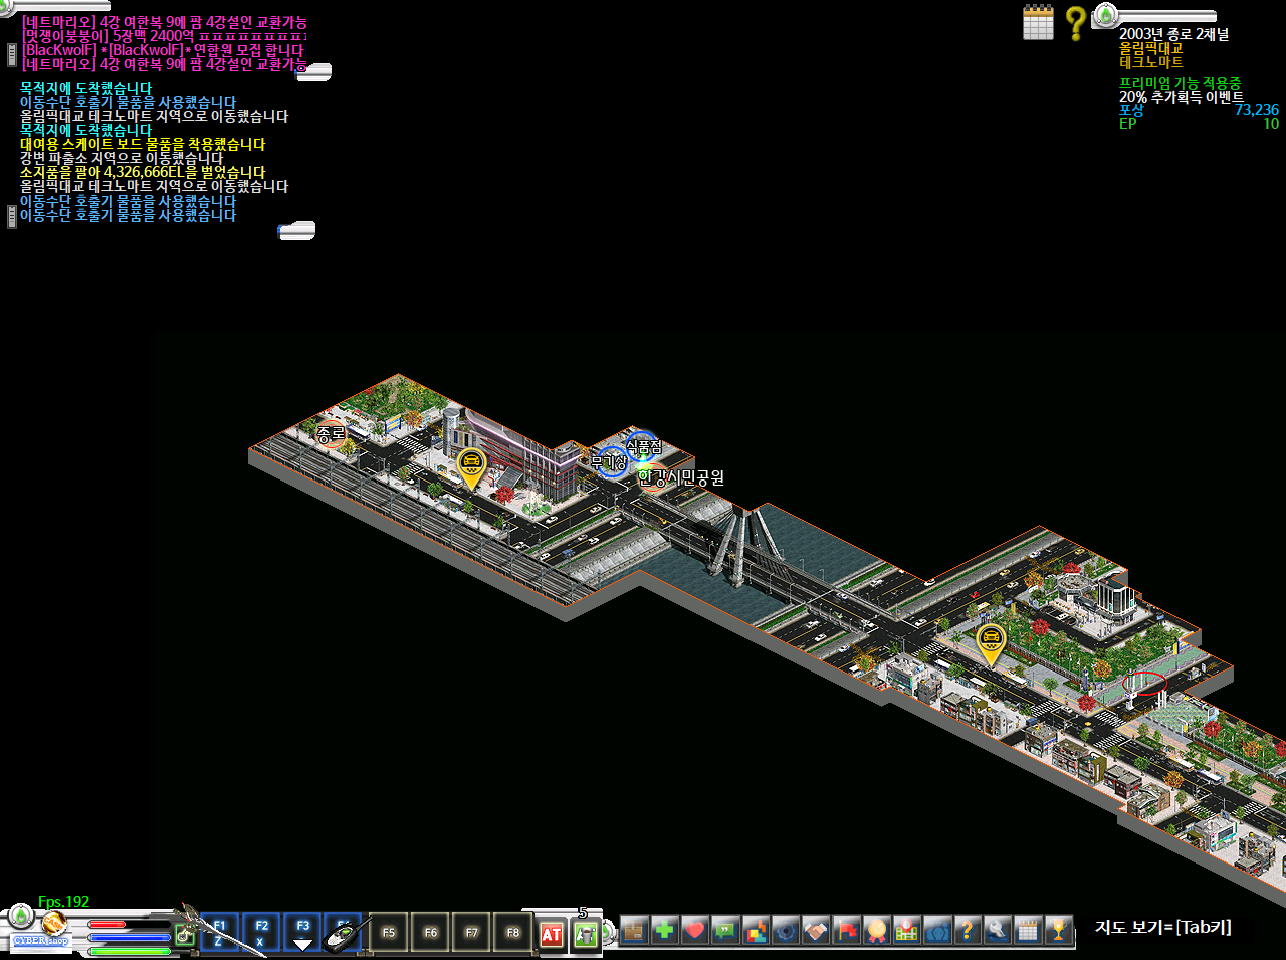 [네트마리오] 4강 여한복 9에 팜 4강설인 교환가능
[멋쟁이붕붕이] 5장백 2400억 ㅍㅍㅍㅍㅍㅍㅍㅍ
[BlacKwolF] *[BlacKwolF]* 연합원 모집 합니다
[네트마리오] 4강 여한복 9에 팜 4강설인 교환가능
목적지에 도착했습니다
이동수단 호출기 물품을 사용했습니다
올림픽대교 테크노마트 지역으로 이동했습니다
목적지에 도착했습니다
대여용 스케이트 보드 물품을 착용했습니다
강변 파출소 지역으로 이동했습니다
소지품을 팔아 4,326,666EL을 벌었습니다
올림픽대교 테크노마트 지역으로 이동했습니다
이동수단 호출기 물품을 사용했습니다
이동수단 호출기 물품을 사용했습니다
2003년 종로 2채널
올림픽대교
테크노마트
프리미엄 기능 적용중
20% 추가획득 이벤트
포상 73,236
EP 10
종로
식품점
무기상
한강시민공원
Fps.192
CYBER shop
F1 F2 F3
Z X
F5 F6 F7 F8
AT
5
지도 보기=[Tab키]